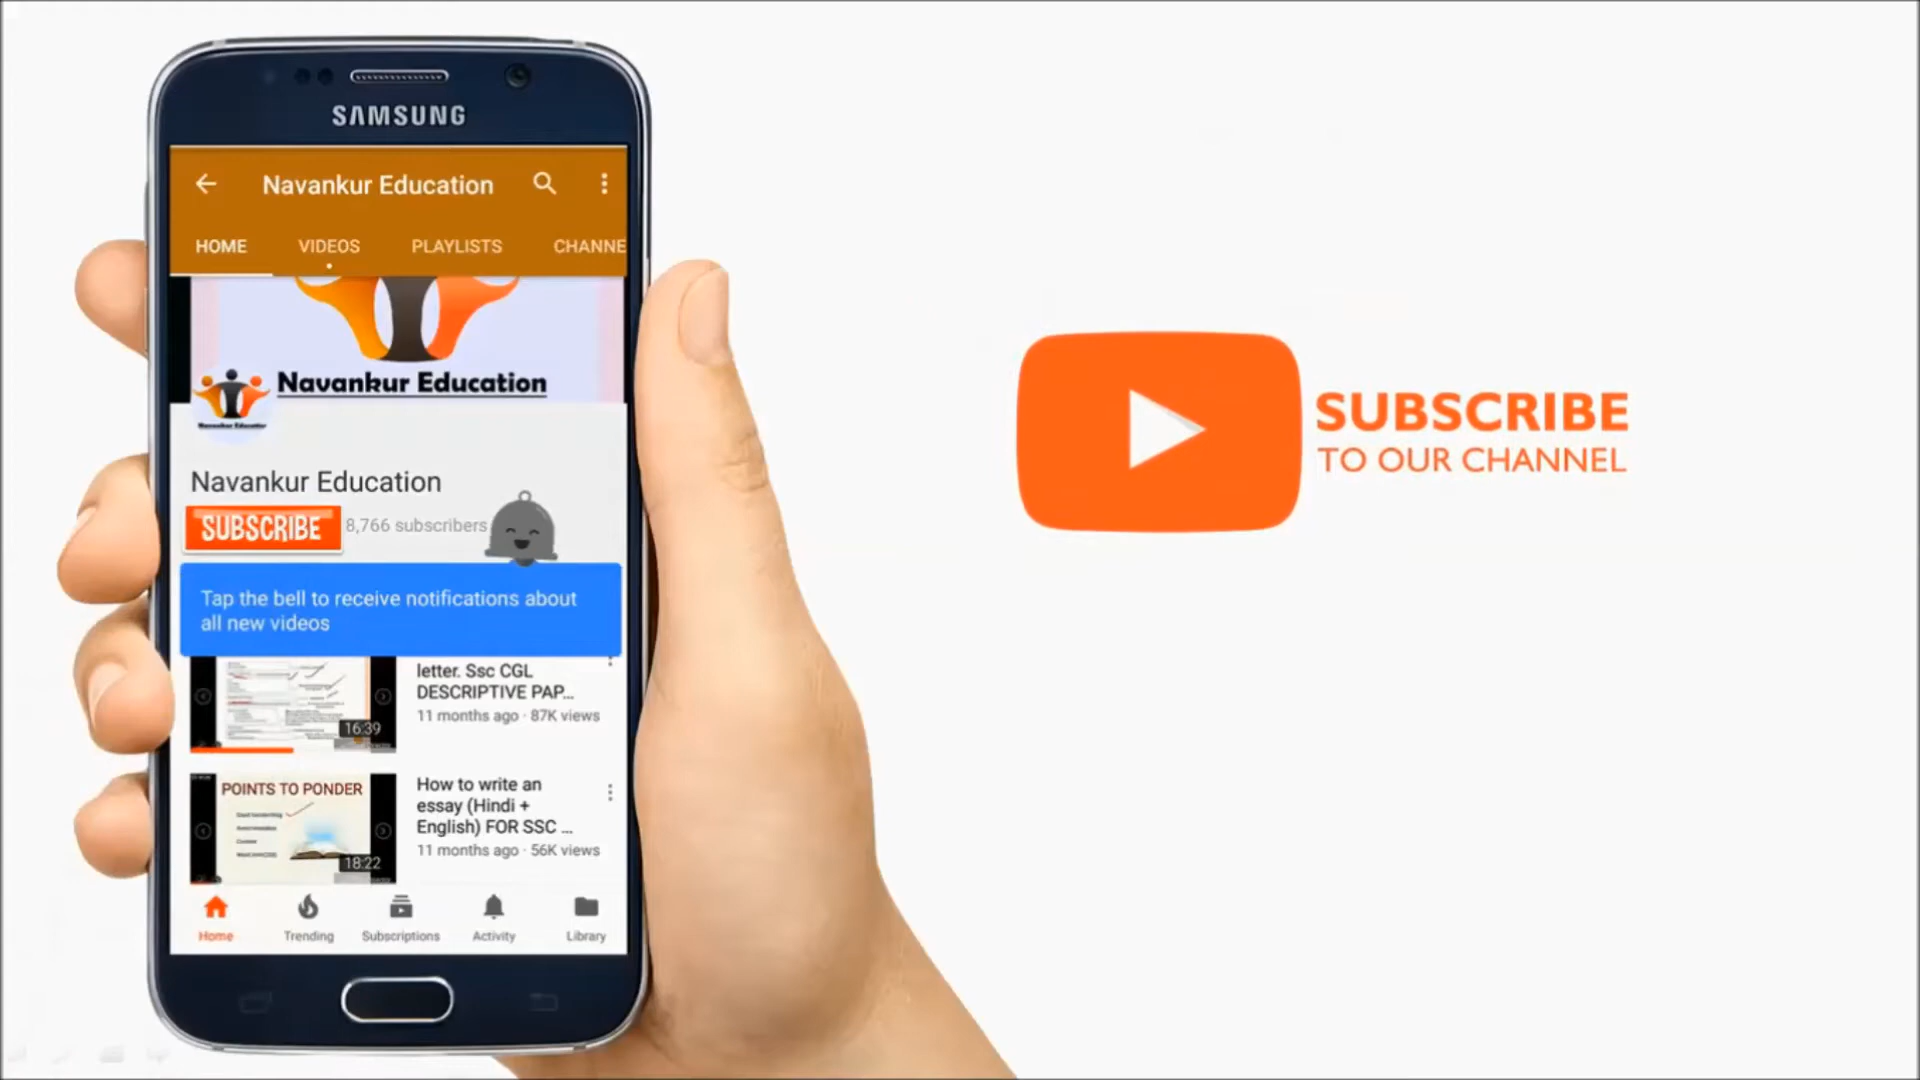 SAMSUNG
Navankur Education
HOME VIDEOS PLAYLISTS CHANNE
Navankur Education
Navankur Education
Navankur Education
SUBSCRIBE 8,766 subscribers
Tap the bell to receive notifications about
all new videos
letter. Ssc CGL
DESCRIPTIVE PAP...
11 months ago · 87K views
16:39
POINTS TO PONDER
18:22
How to write an
essay (Hindi +
English) FOR SSC ...
11 months ago · 56K views
Home Trending Subscriptions Activity Library
SUBSCRIBE
TO OUR CHANNEL